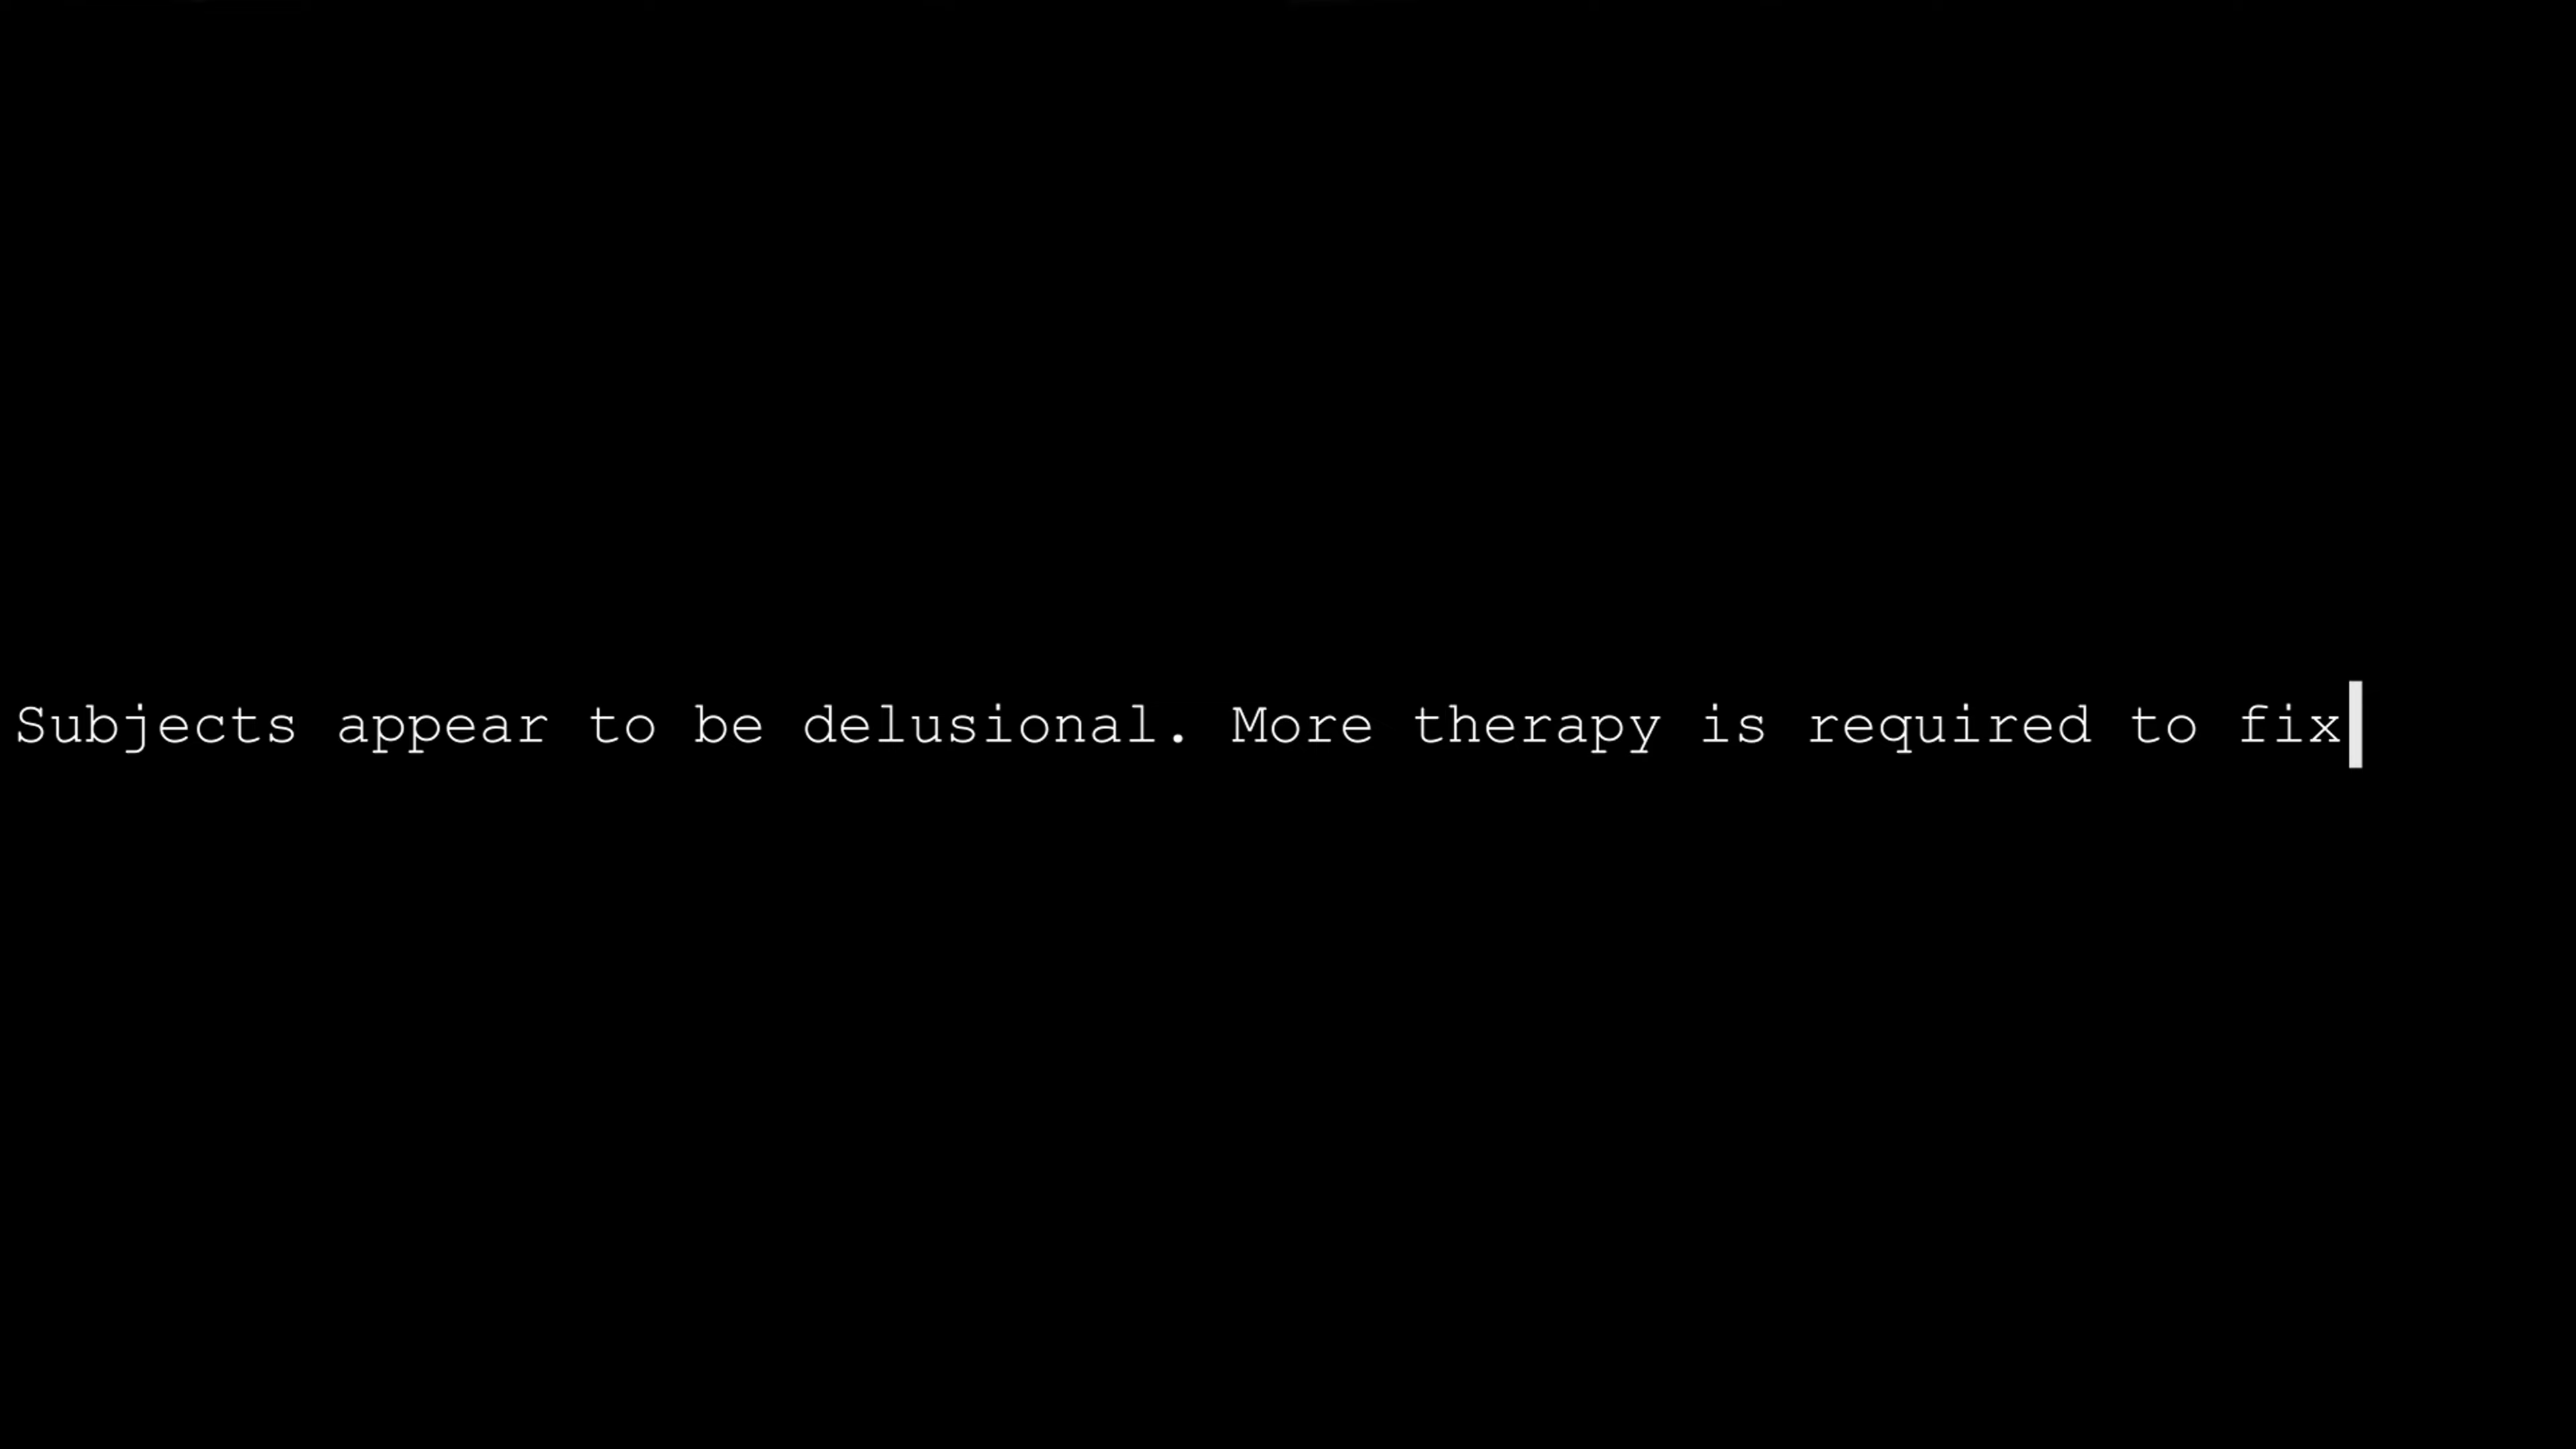 Subjects appear to be delusional. More therapy is required to fix